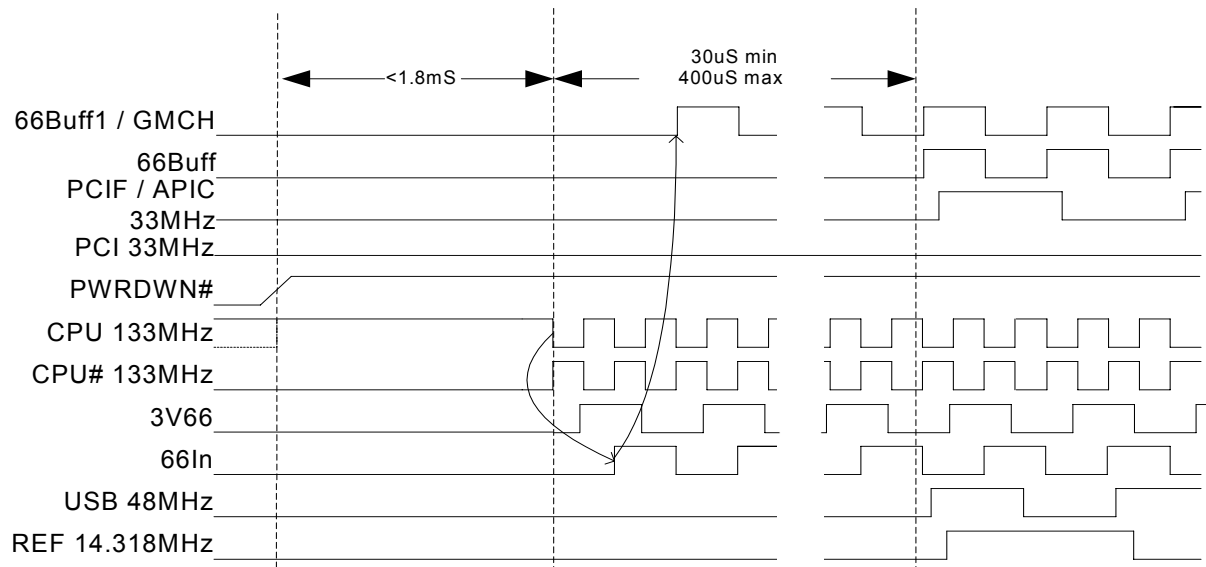 <1.8mS
30uS min
400uS max
66Buff1 / GMCH
66Buff
PCIF / APIC
33MHz
PCI 33MHz
PWRDWN#
CPU 133MHz
CPU# 133MHz
3V66
66In
USB 48MHz
REF 14.318MHz